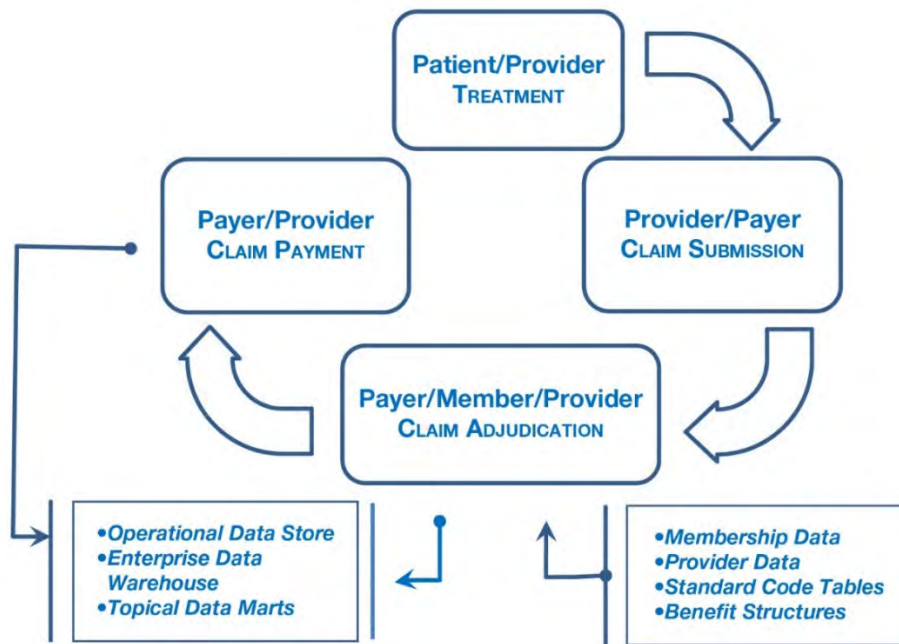 Patient/Provider
TREATMENT
Payer/Provider
CLAIM PAYMENT
Provider/Payer
CLAIM SUBMISSION
Payer/Member/Provider
CLAIM ADJUDICATION
•Operational Data Store
•Enterprise Data
Warehouse
•Topical Data Marts
•Membership Data
•Provider Data
•Standard Code Tables
•Benefit Structures